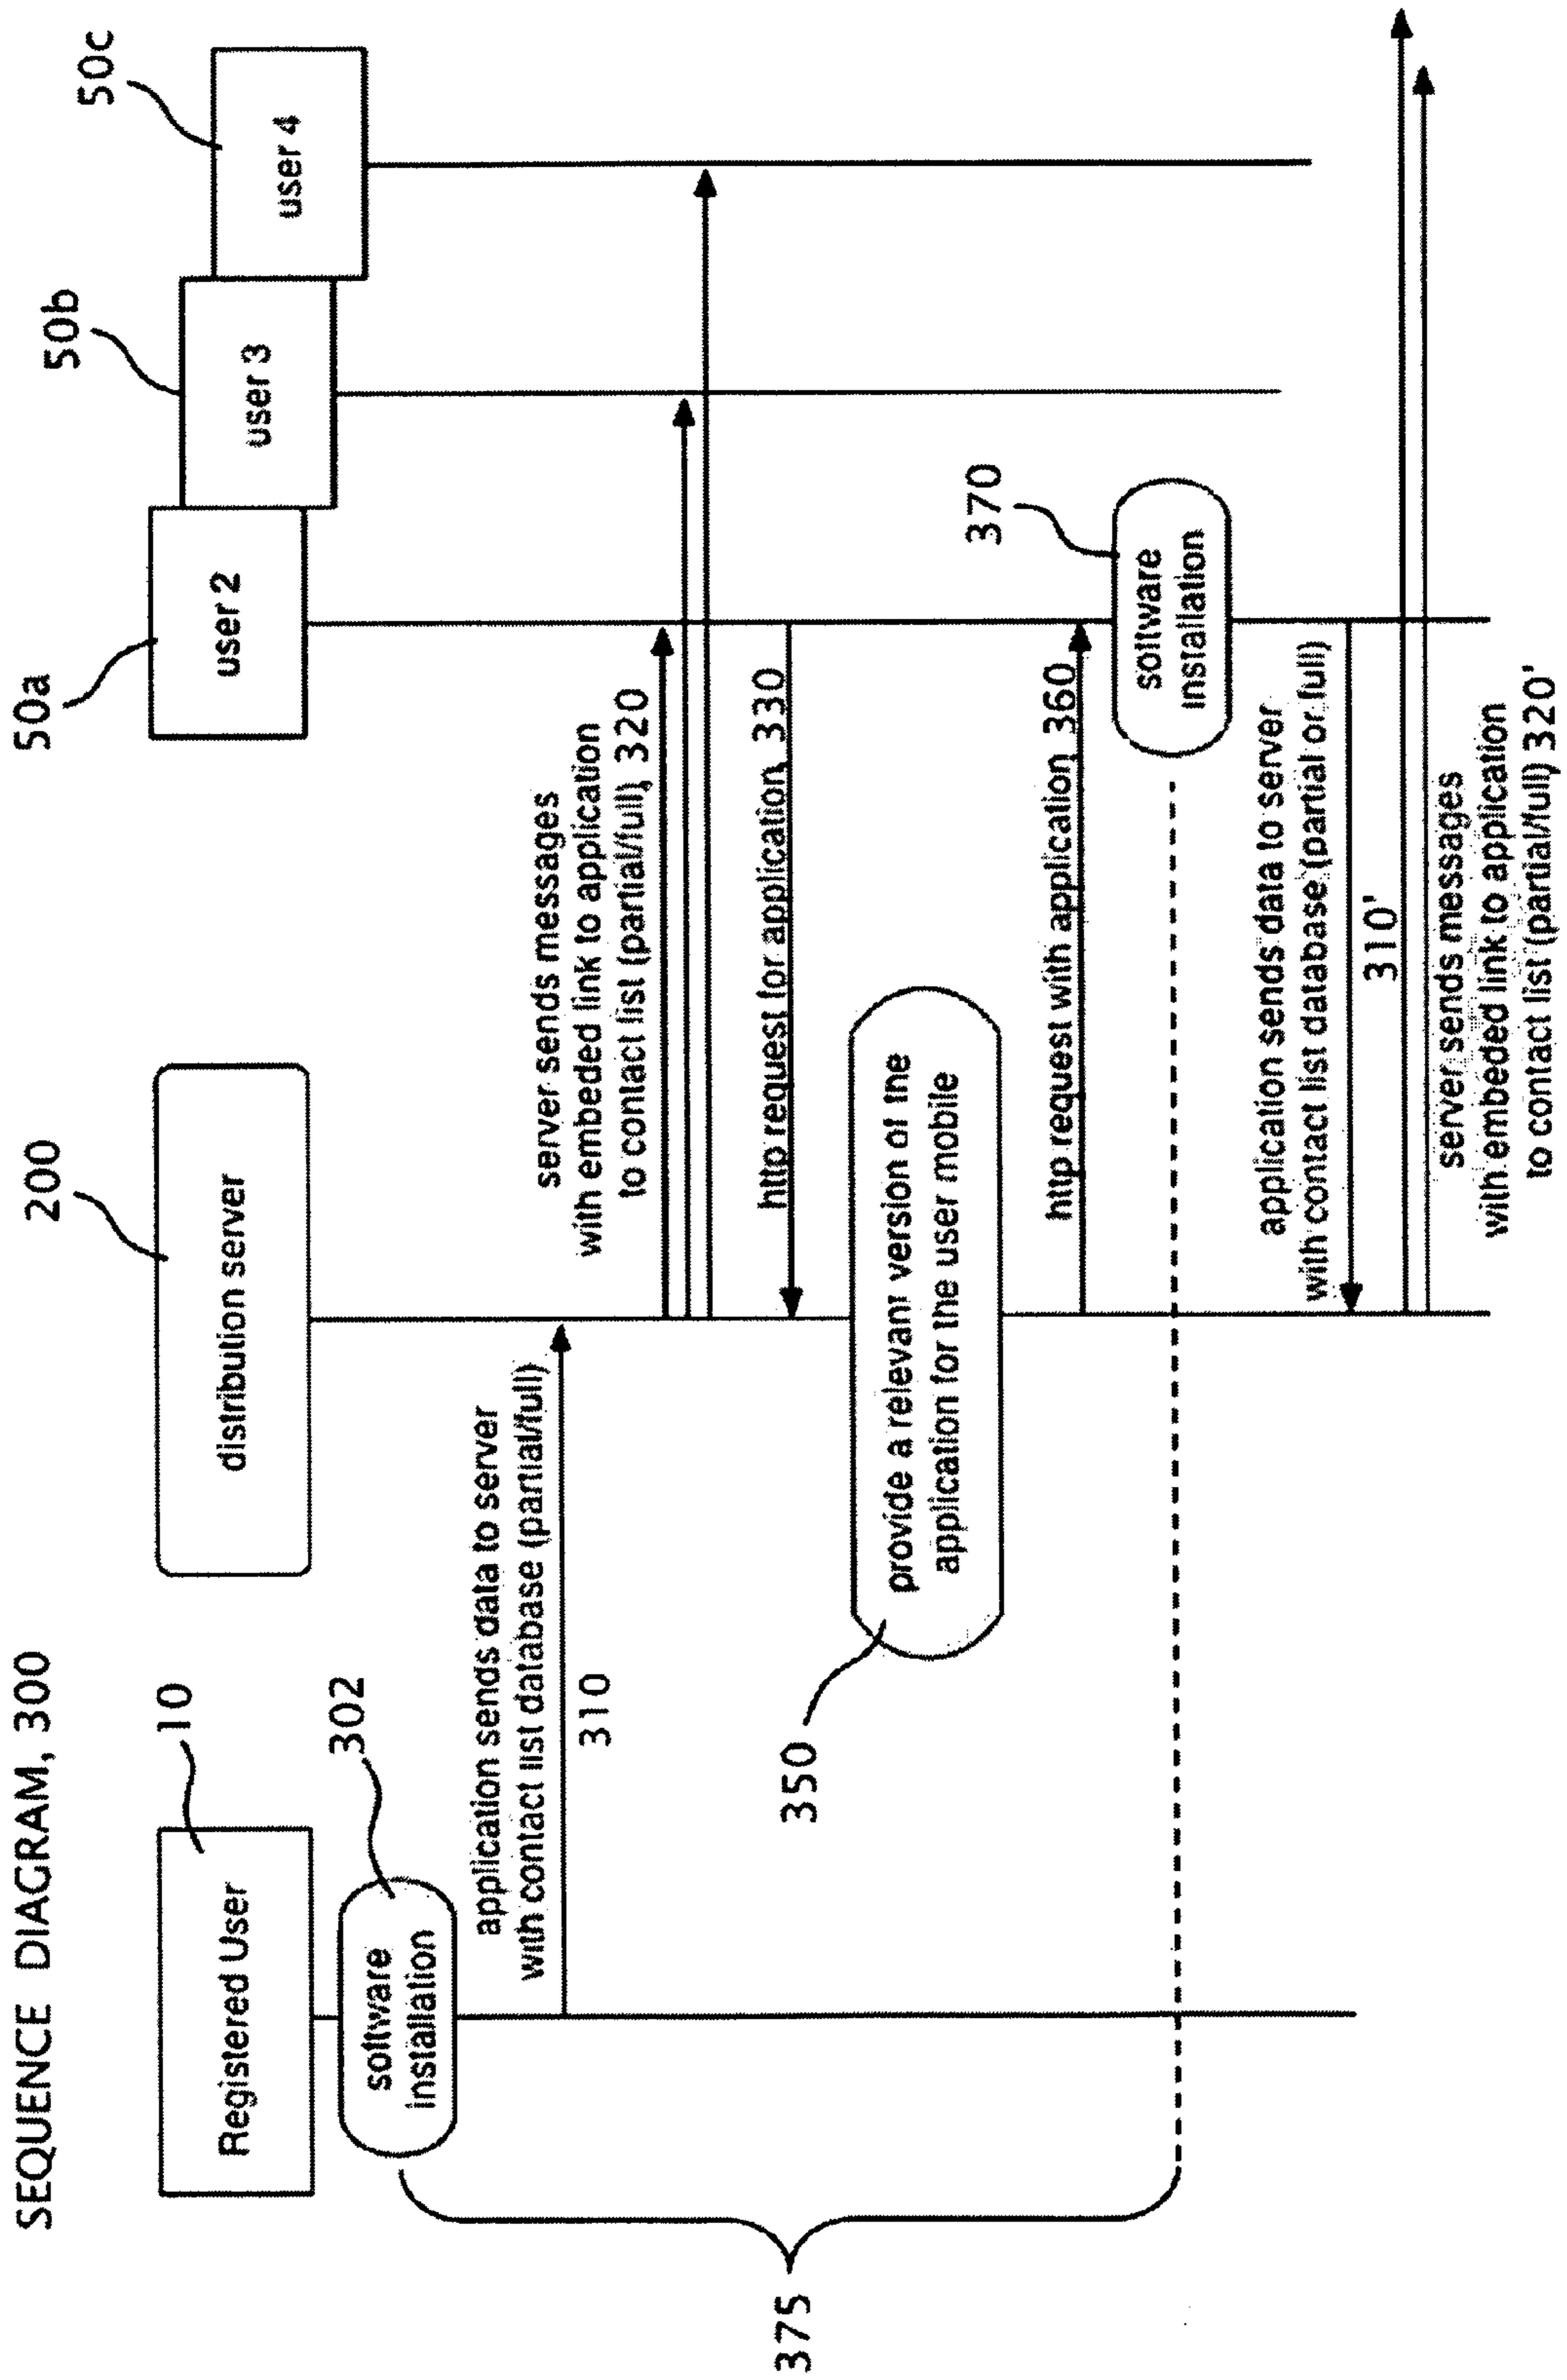 SEQUENCE DIAGRAM, 300
10
200
50a
50b
50c
Registered User
distribution server
user 2
user 3
user 4
302
software
installation
application sends data to server
with contact list database (partial/full)
310
server sends messages
with embeded link to application
to contact list (partial/full), 320
http request for application, 330
350
provide a relevant version of the
application for the user mobile
http request with application, 360
370
software
installation
375
application sends data to server
with contact list database (partial or full)
310'
server sends messages
with embeded link to application
to contact list (partial/full) 320'